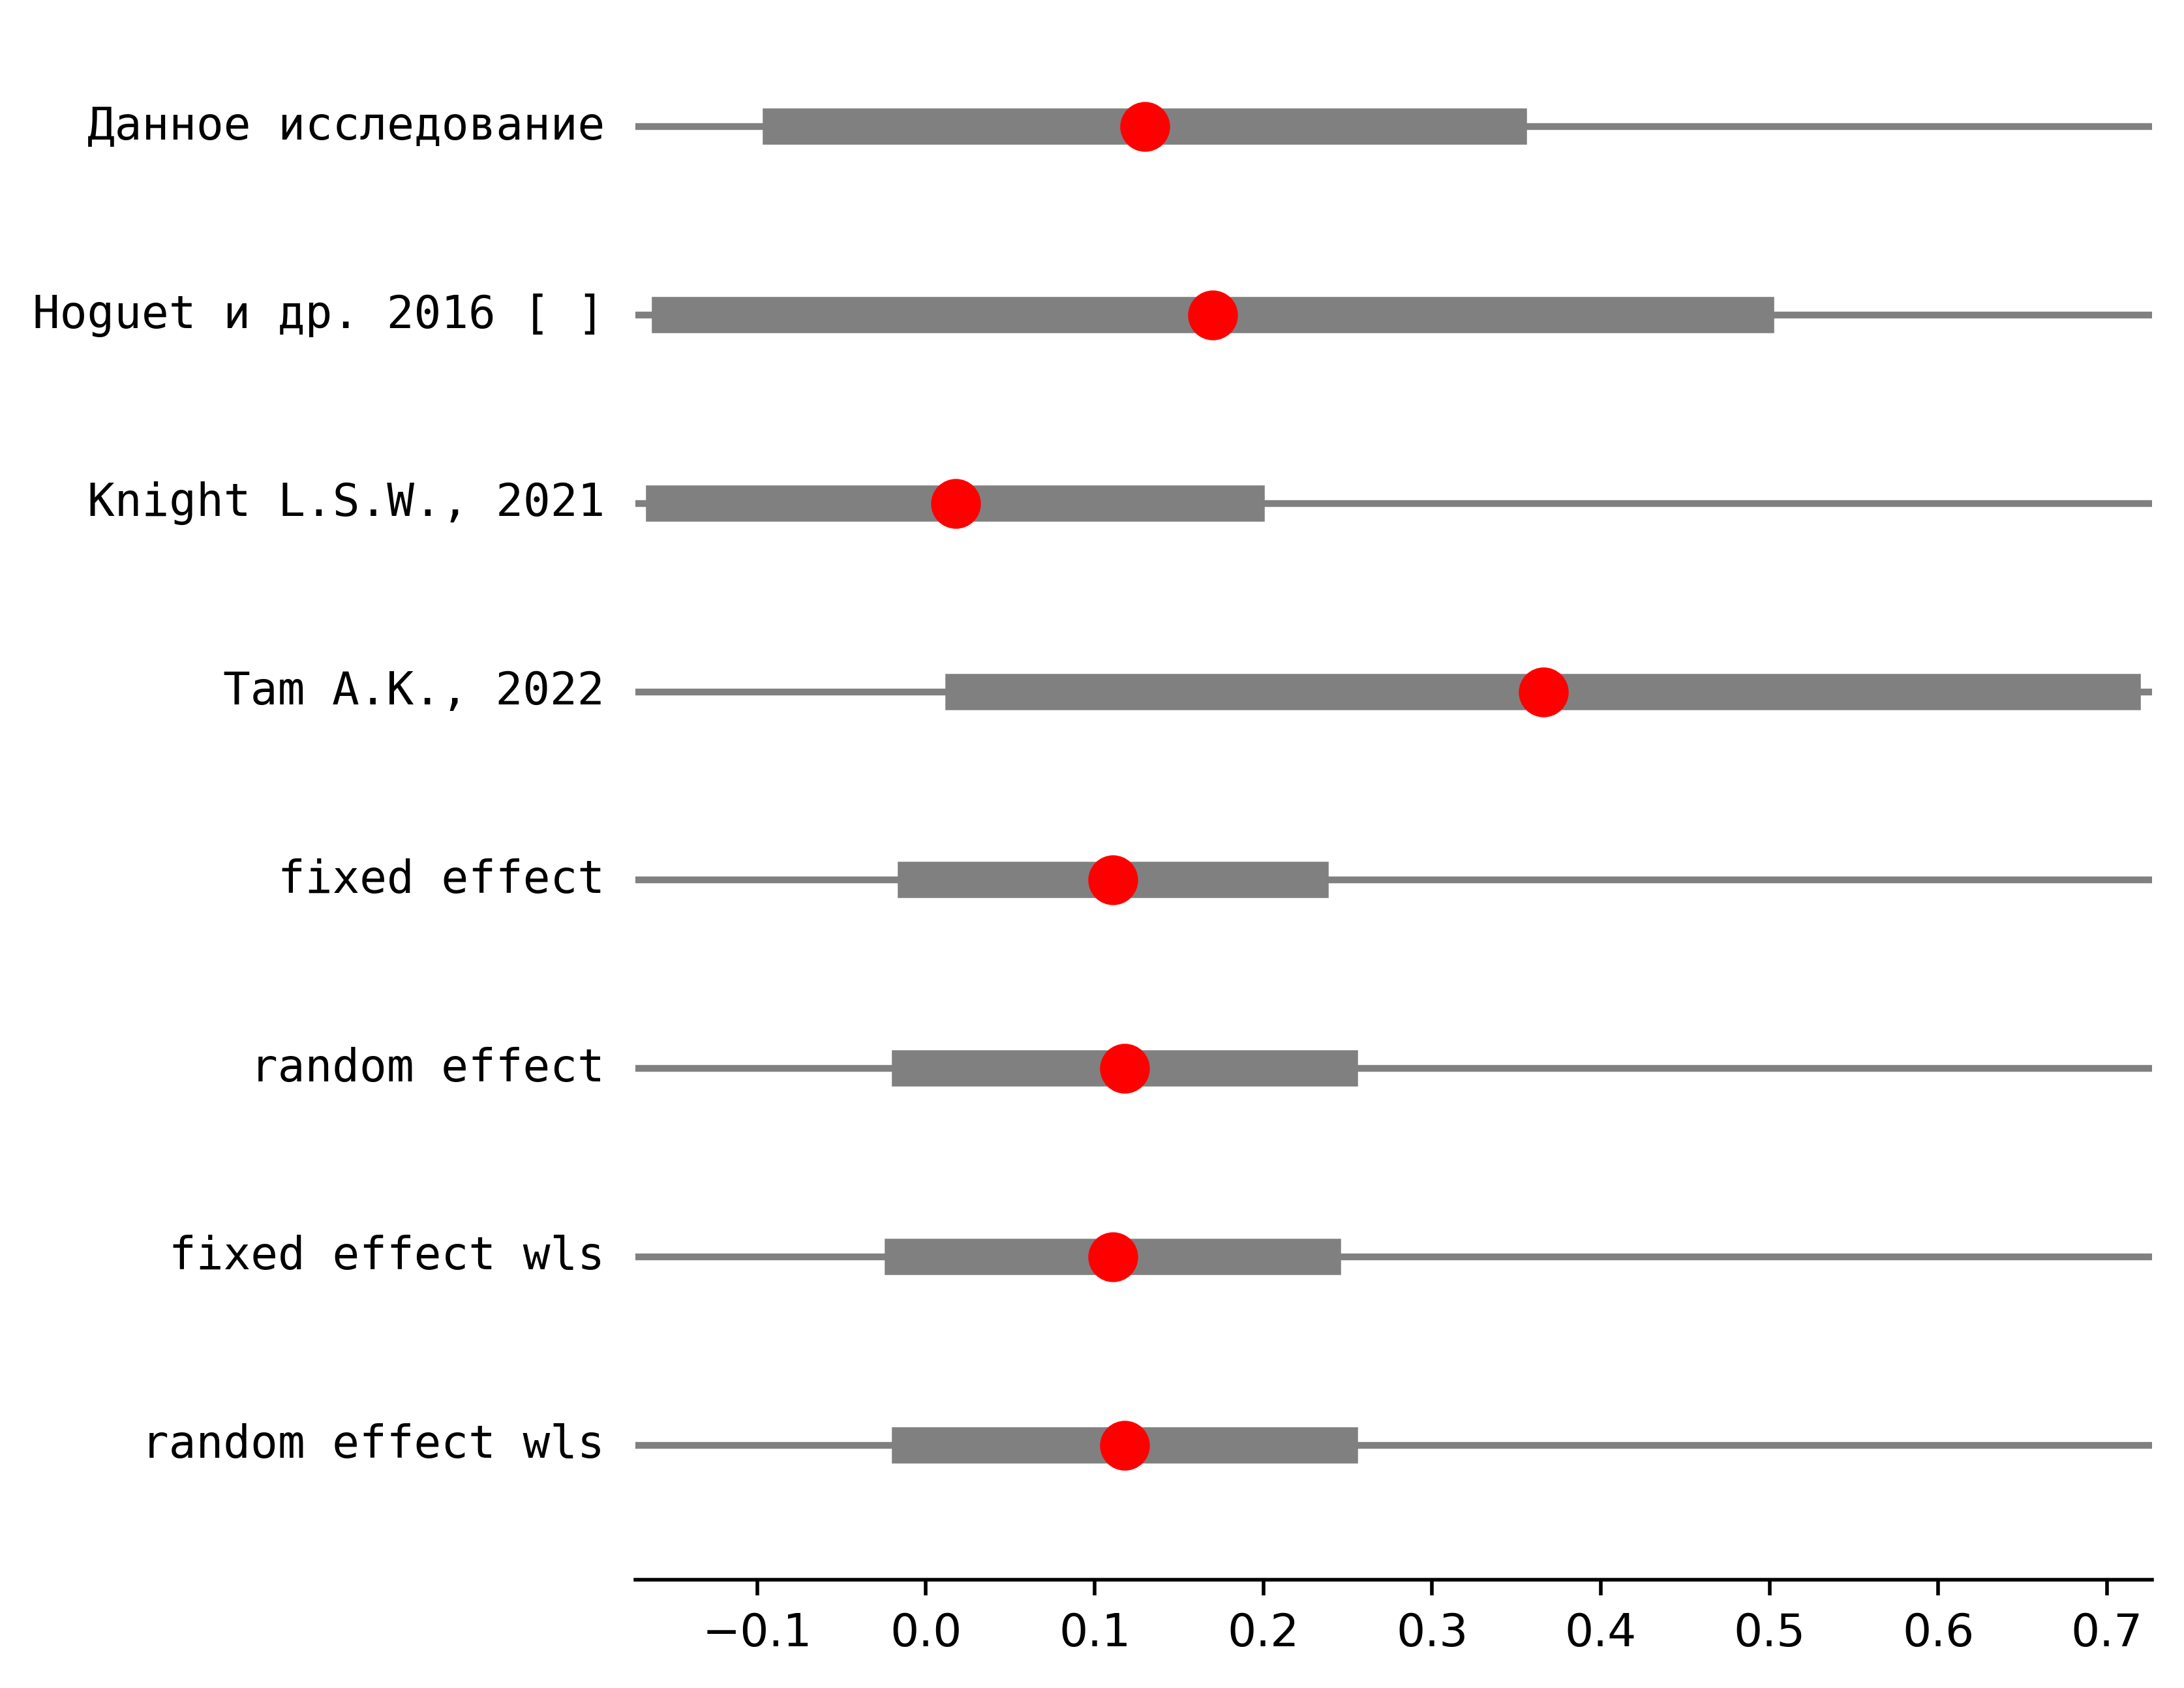 Данное исследование
Hoguet и др. 2016 [ ]
Knight L.S.W., 2021
Tam A.K., 2022
fixed effect
random effect
fixed effect wls
random effect wls
−0.1 0.0 0.1 0.2 0.3 0.4 0.5 0.6 0.7